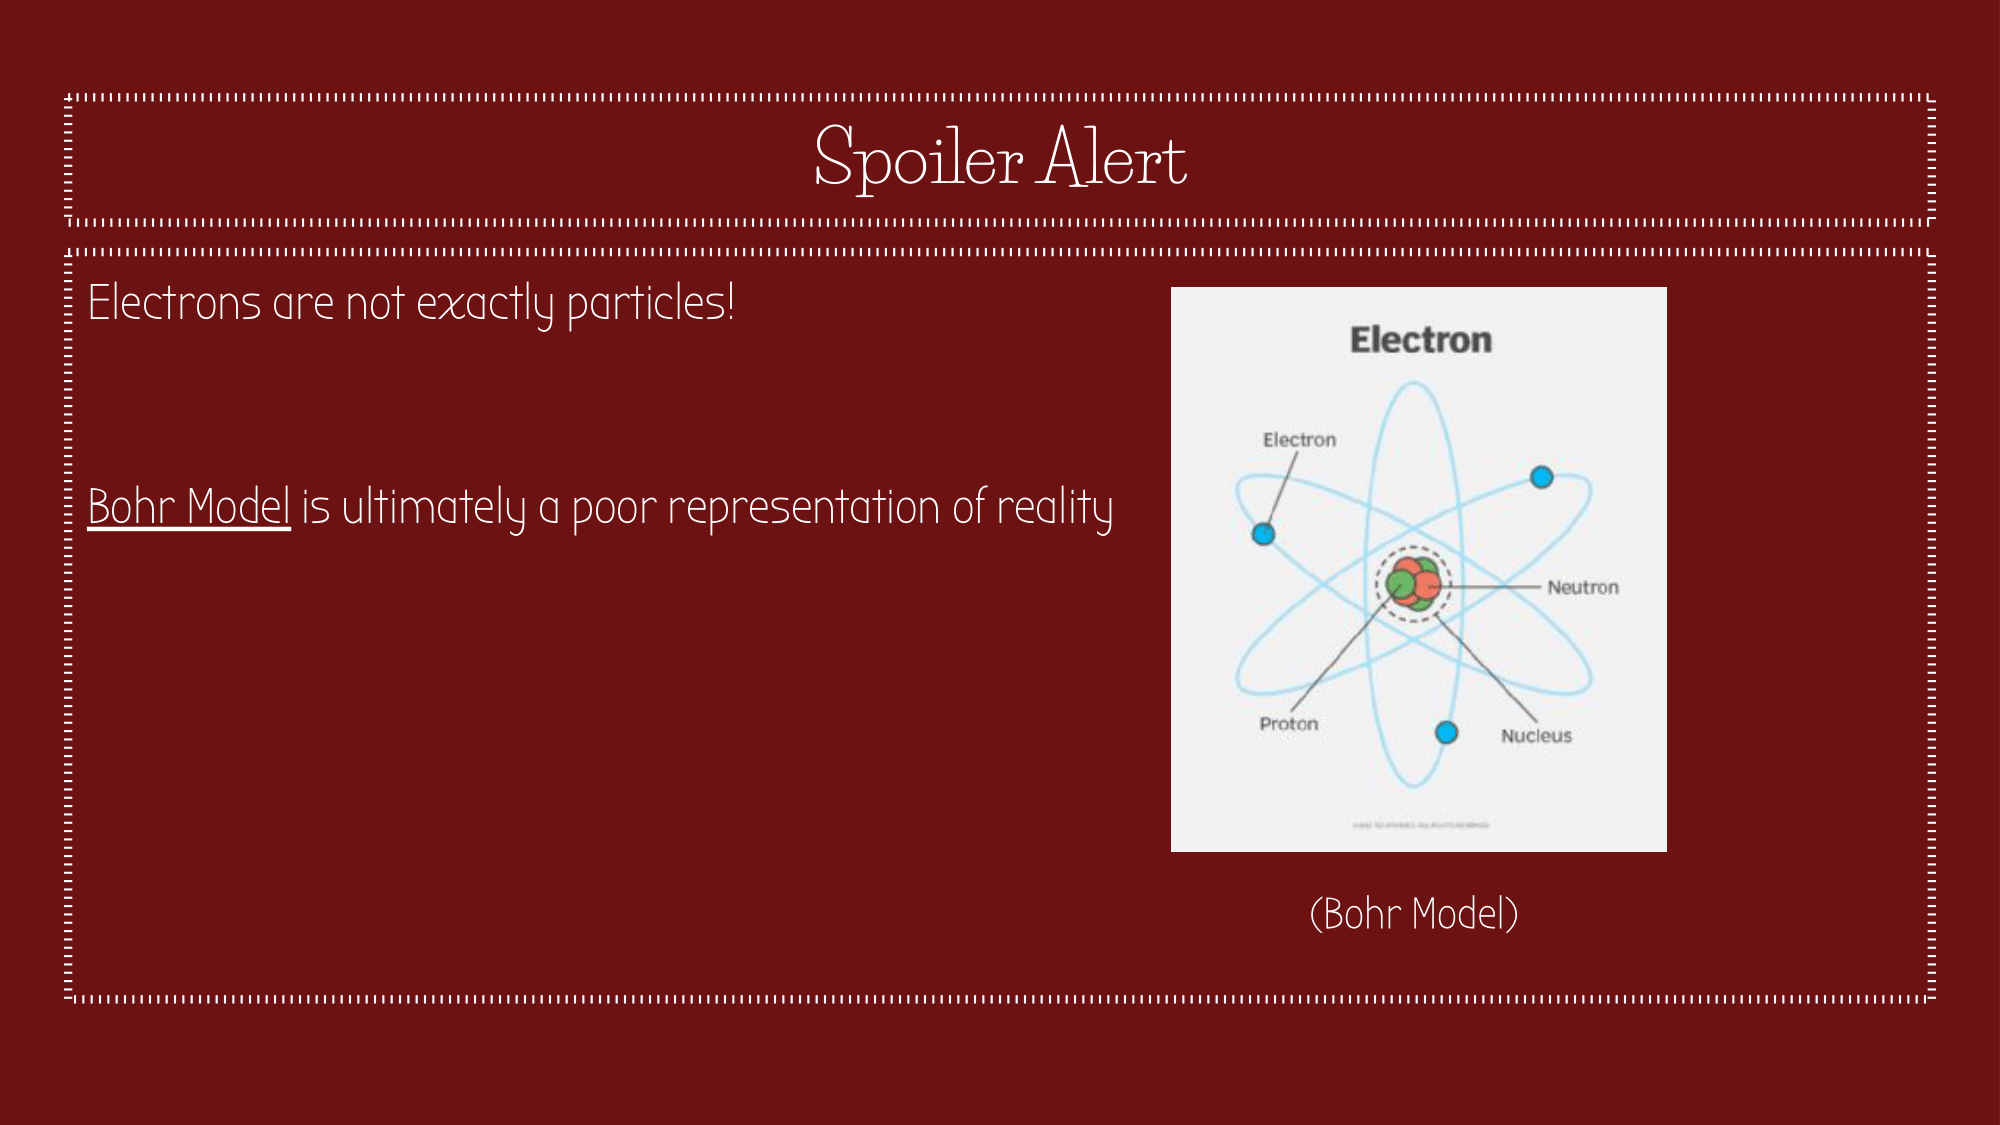 Spoiler Alert
Electrons are not exactly particles!
Bohr Model is ultimately a poor representation of reality
Electron
Electron
Neutron
Proton
Nucleus
(Bohr Model)